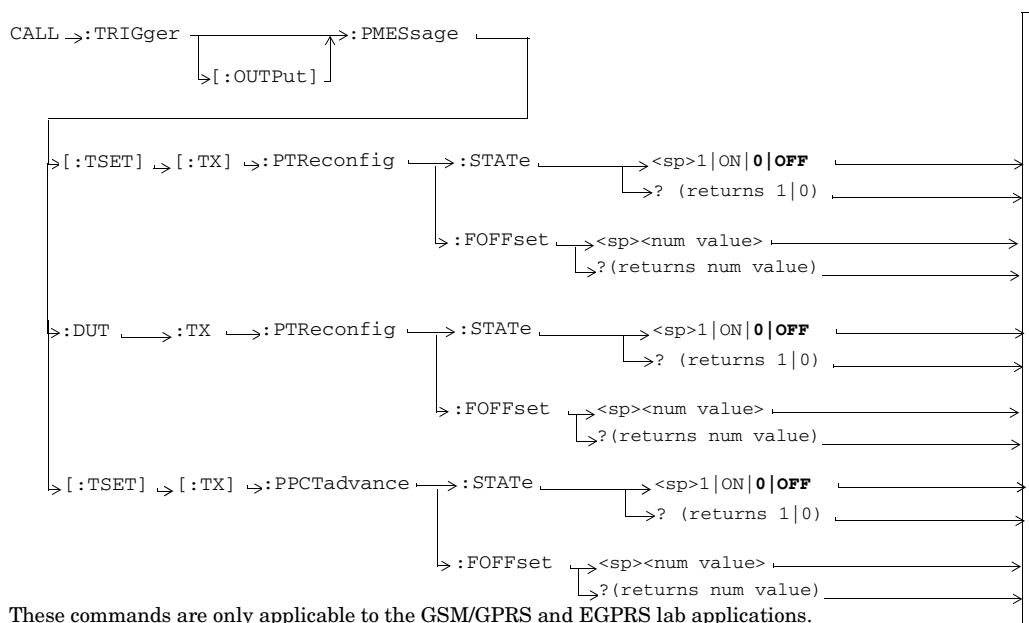 CALL :TRIGger :PMESsage
[:OUTPut]
[:TSET] [:TX] :PTReconfig :STATe <sp>1|ON|0|OFF
? (returns 1|0)
:FOFFset <sp><num value>
?(returns num value)
:DUT :TX :PTReconfig :STATe <sp>1|ON|0|OFF
? (returns 1|0)
:FOFFset <sp><num value>
?(returns num value)
[:TSET] [:TX] :PPCTadvance :STATe <sp>1|ON|0|OFF
? (returns 1|0)
:FOFFset <sp><num value>
?(returns num value)
These commands are only applicable to the GSM/GPRS and EGPRS lab applications.